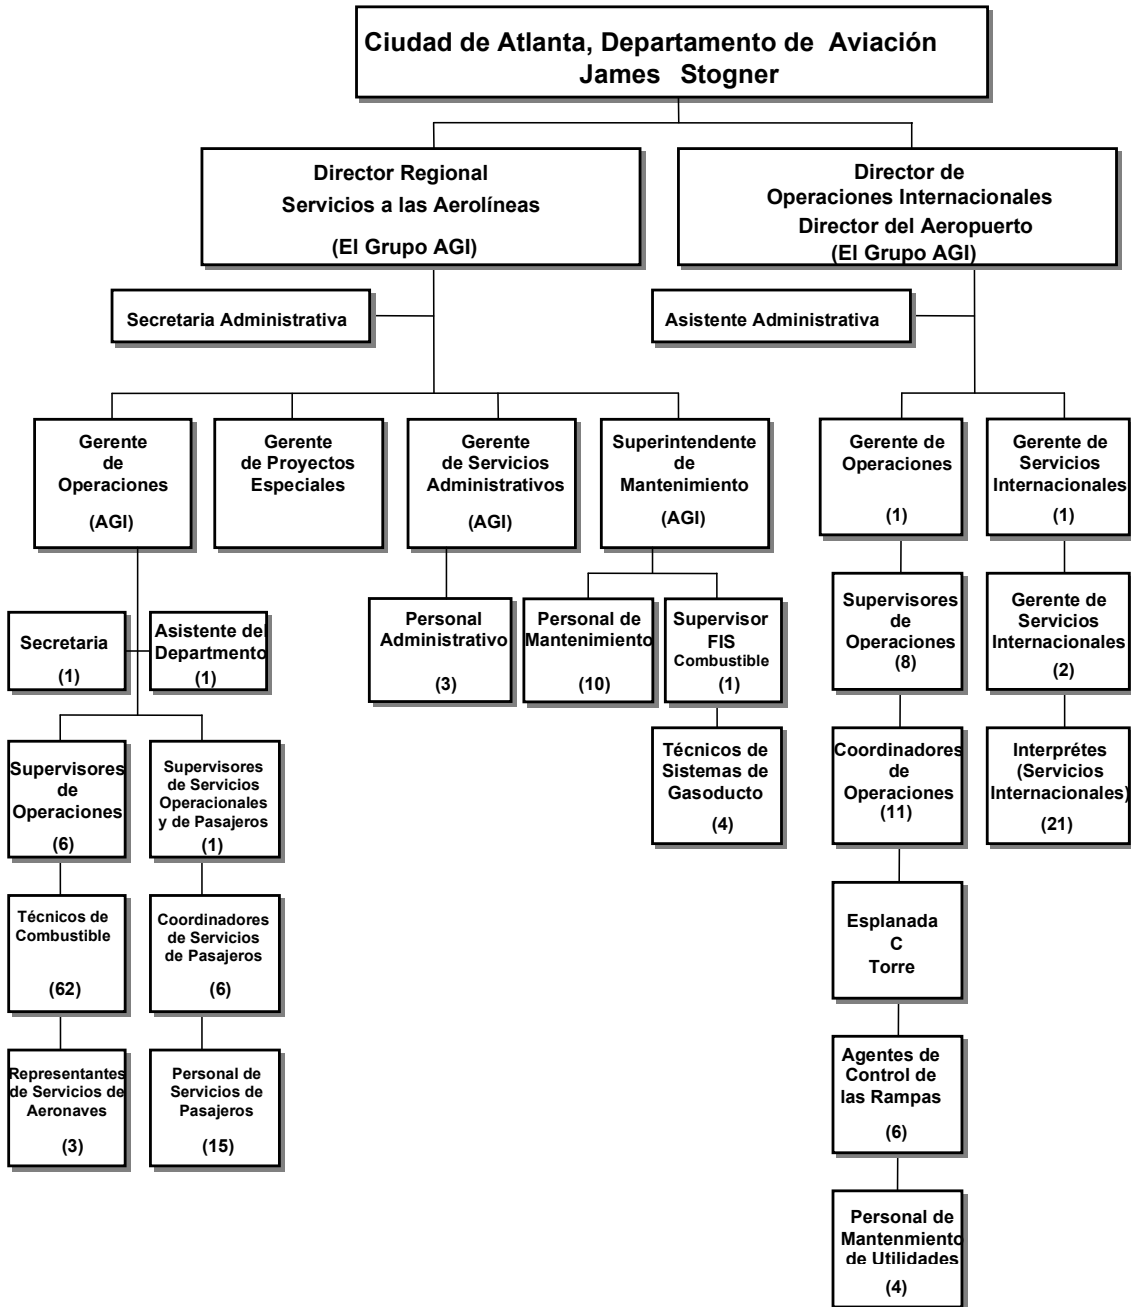 Ciudad de Atlanta, Departamento de Aviación
James Stogner
Director Regional
Servicios a las Aerolíneas
(El Grupo AGI)
Director de
Operaciones Internacionales
Director del Aeropuerto
(El Grupo AGI)
Secretaria Administrativa
Asistente Administrativa
Gerente
de
Operaciones
(AGI)
Gerente
de Proyectos
Especiales
Gerente
de Servicios
Administrativos
(AGI)
Superintendente
de
Mantenimiento
(AGI)
Gerente de
Operaciones
(1)
Gerente de
Servicios
Internacionales
(1)
Secretaria
(1)
Asistente del
Departmento
(1)
Personal
Administrativo
(3)
Personal de
Mantenimiento
(10)
Supervisor
FIS
Combustible
(1)
Supervisores
de
Operaciones
(8)
Gerente de
Servicios
Internacionales
(2)
Supervisores
de
Operaciones
(6)
Supervisores
de Servicios
Operacionales
y de Pasajeros
(1)
Técnicos de
Sistemas de
Gasoducto
(4)
Coordinadores
de
Operaciones
(11)
Interprétes
(Servicios
Internacionales)
(21)
Técnicos de
Combustible
(62)
Coordinadores
de Servicios
de Pasajeros
(6)
Esplanada
C
Torre
Representantes
de Servicios de
Aeronaves
(3)
Personal de
Servicios de
Pasajeros
(15)
Agentes de
Control de
las Rampas
(6)
Personal de
Mantenmiento
de Utilidades
(4)